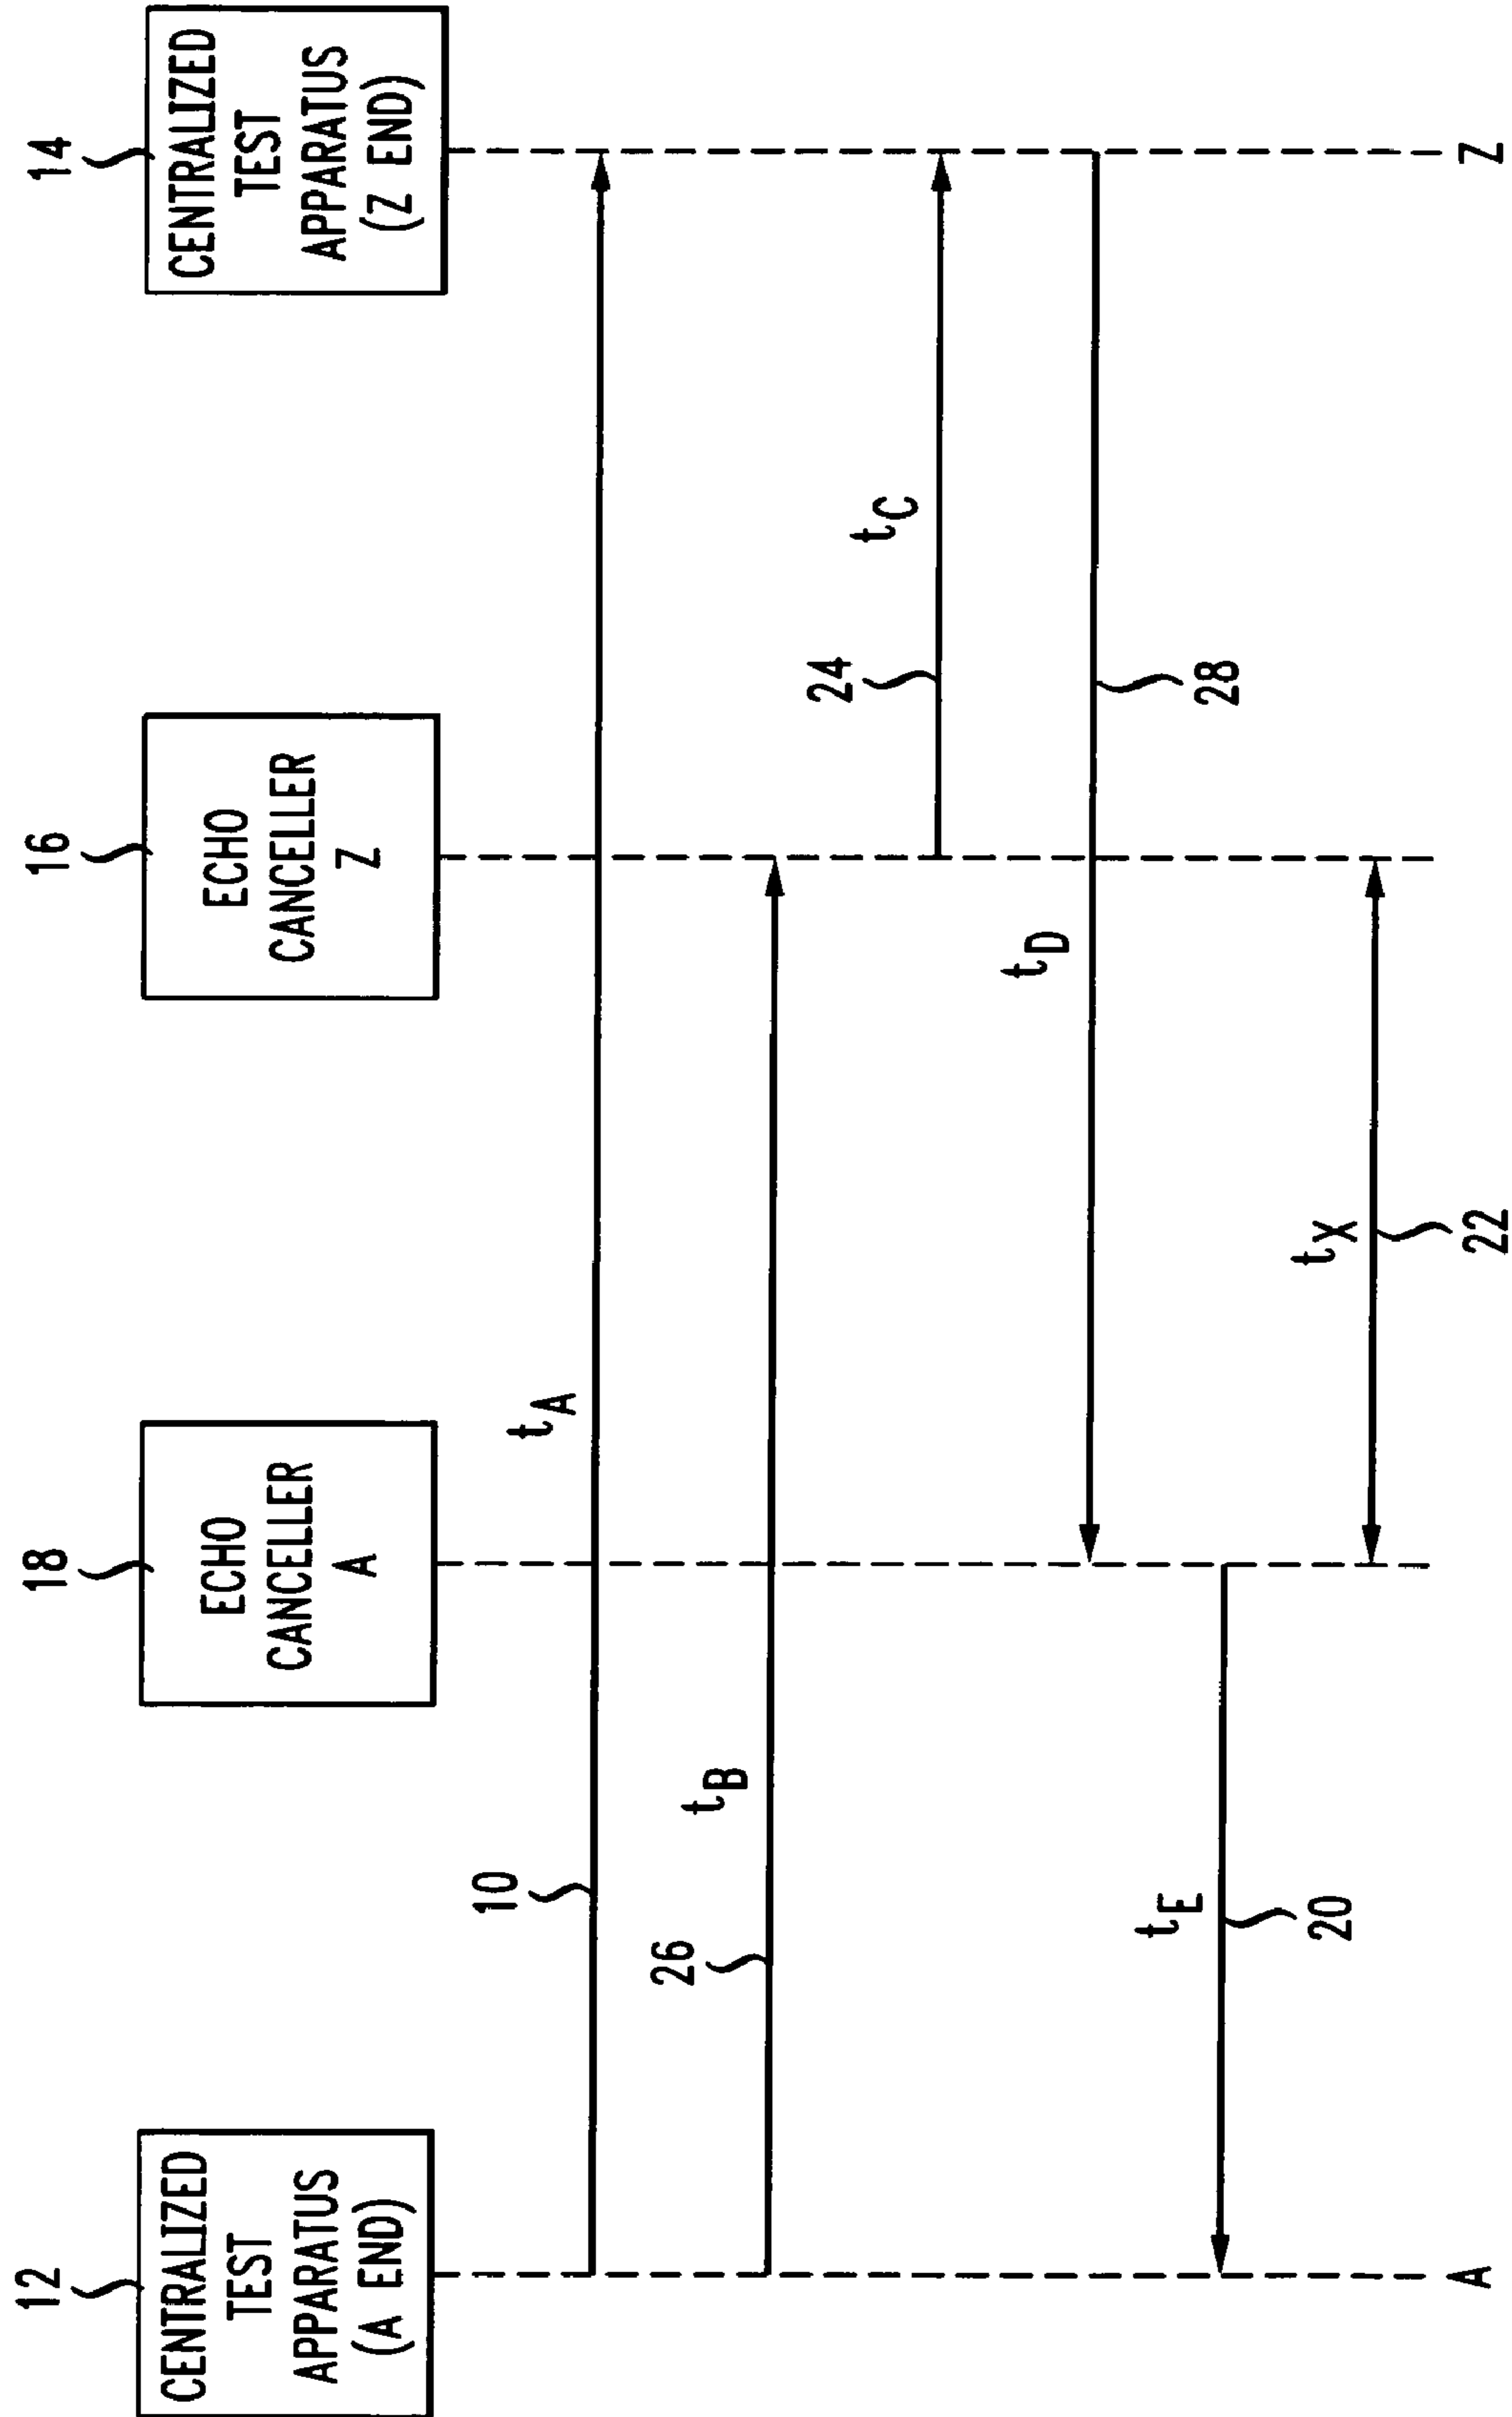 12
CENTRALIZED
TEST
APPARATUS
(A END)
18
ECHO
CANCELLER
A
16
ECHO
CANCELLER
Z
14
CENTRALIZED
TEST
APPARATUS
(Z END)
10
tA
26
tB
24
tC
tD
28
tE
20
tX
22
A
Z